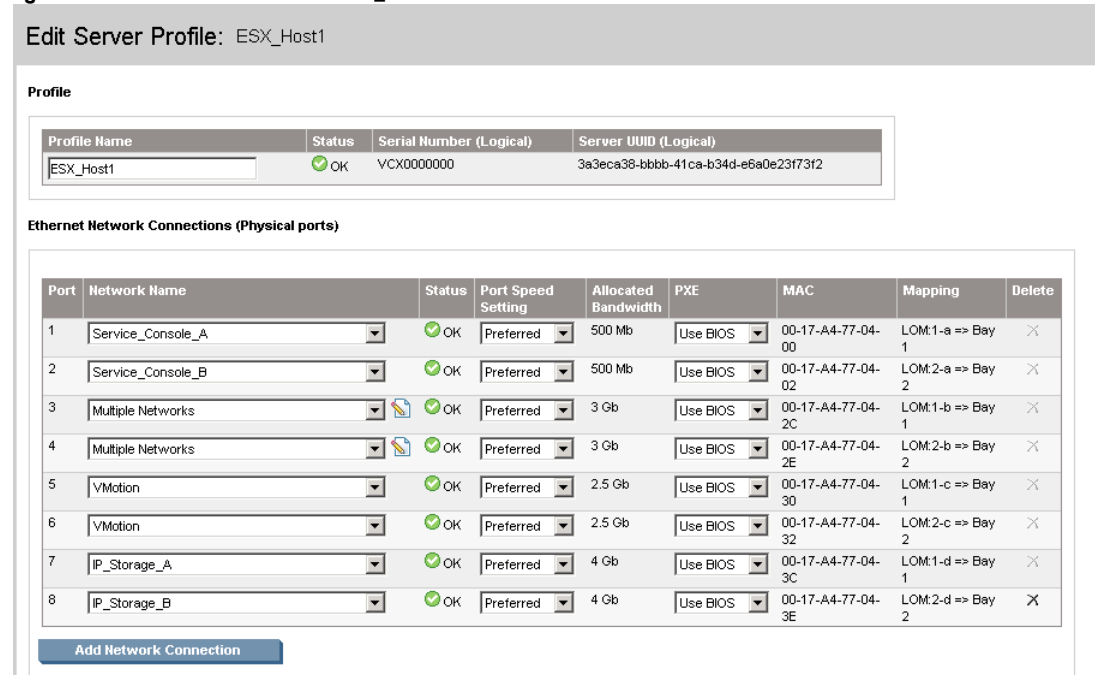 Edit Server Profile: ESX_Host1
Profile
Profile Name Status Serial Number (Logical) Server UUID (Logical)
ESX_Host1 OK VCX0000000 3a3eca38-bbbb-41ca-b34d-e6a0e23f73f2
Ethernet Network Connections (Physical ports)
Port Network Name Status Port Speed Setting Allocated Bandwidth PXE MAC Mapping Delete
1 Service_Console_A OK Preferred 500 Mb Use BIOS 00-17-A4-77-04-00 LOM:1-a => Bay 1
2 Service_Console_B OK Preferred 500 Mb Use BIOS 00-17-A4-77-04-02 LOM:2-a => Bay 2
3 Multiple Networks OK Preferred 3 Gb Use BIOS 00-17-A4-77-04-2C LOM:1-b => Bay 1
4 Multiple Networks OK Preferred 3 Gb Use BIOS 00-17-A4-77-04-2E LOM:2-b => Bay 2
5 VMotion OK Preferred 2.5 Gb Use BIOS 00-17-A4-77-04-30 LOM:1-c => Bay 1
6 VMotion OK Preferred 2.5 Gb Use BIOS 00-17-A4-77-04-32 LOM:2-c => Bay 2
7 IP_Storage_A OK Preferred 4 Gb Use BIOS 00-17-A4-77-04-3C LOM:1-d => Bay 1
8 IP_Storage_B OK Preferred 4 Gb Use BIOS 00-17-A4-77-04-3E LOM:2-d => Bay 2
Add Network Connection